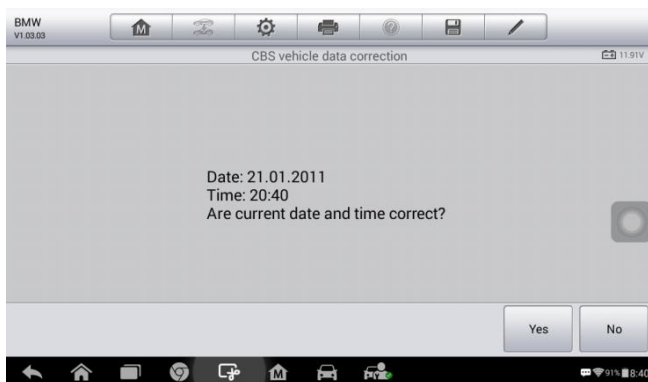 BMW
V1.03.03
CBS vehicle data correction
11.91V
Date: 21.01.2011
Time: 20:40
Are current date and time correct?
Yes
No
91%
8:40